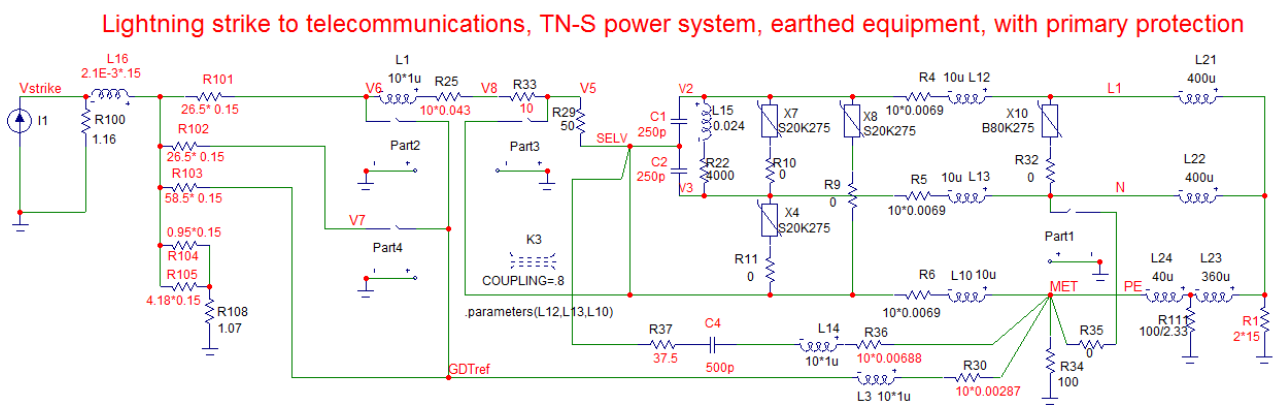 Lightning strike to telecommunications, TN-S power system, earthed equipment, with primary protection
L16
2.1E-3*.15
Vstrike
I1
R100
1.16
R101
26.5* 0.15
R102
26.5* 0.15
R103
58.5* 0.15
0.95*0.15
R104
R105
4.18*0.15
R108
1.07
V6
L1
10*1u
R25
10*0.043
V8
R33
10
V5
R29
50
SELV
Part2
Part3
V7
Part4
K3
COUPLING=.8
.parameters(L12,L13,L10)
GDTref
V2
C1
250p
C2
250p
V3
L15
0.024
R22
4000
X7
S20K275
R10
0
X8
S20K275
R9
0
X4
S20K275
R11
0
R4
10*0.0069
10u L12
R5
10*0.0069
10u L13
R6
10*0.0069
L10 10u
X10
B80K275
R32
0
L1
L21
400u
L22
400u
N
Part1
MET
PE
L24
40u
L23
360u
R111
100/2.33
R1
2*15
R35
0
R34
100
R37
37.5
C4
500p
L14
10*1u
R36
10*0.00688
L3 10*1u
R30
10*0.00287